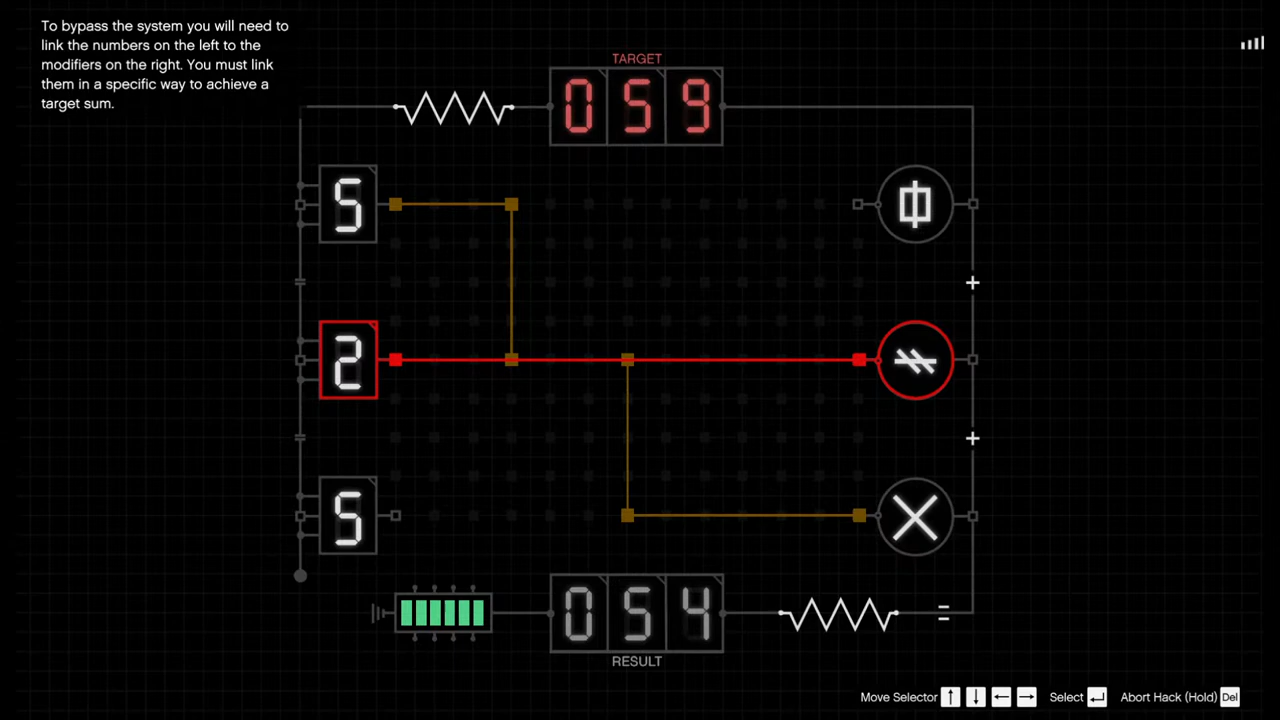 To bypass the system you will need to
link the numbers on the left to the
modifiers on the right. You must link
them in a specific way to achieve a
target sum.
TARGET
059
5
2
5
054
RESULT
Move Selector ↑ ↓ ← → Select ↵ Abort Hack (Hold) Del